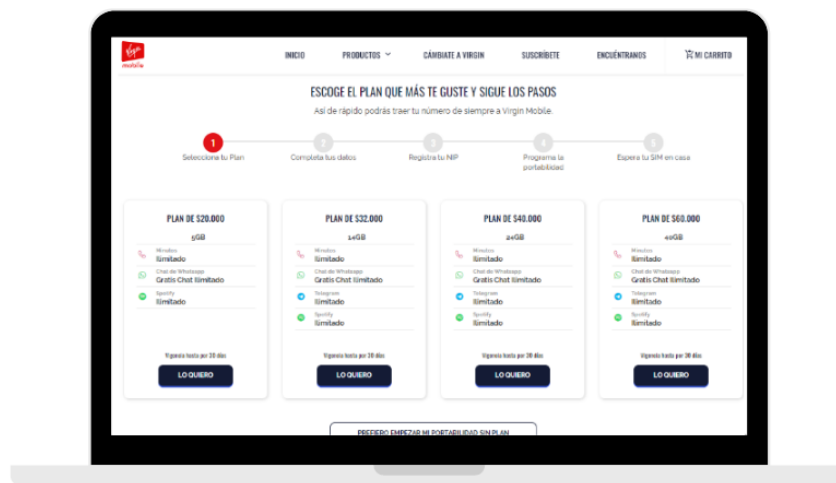 Virgin
mobile
INICIO
PRODUCTOS
CÁMBIATE A VIRGIN
SUSCRÍBETE
ENCUÉNTRANOS
MI CARRITO
ESCOGE EL PLAN QUE MÁS TE GUSTE Y SIGUE LOS PASOS
Así de rápido podrás traer tu número de siempre a Virgin Mobile.
1
Selecciona tu Plan
2
Completa tus datos
3
Registra tu NIP
4
Programa la
portabilidad
5
Espera tu SIM en casa
PLAN DE $20.000
5GB
Minutos
Ilimitado
Chat de Whatsapp
Gratis Chat Ilimitado
Spotify
Ilimitado
Vigencia hasta por 20 días
LO QUIERO
PLAN DE $32.000
14GB
Minutos
Ilimitado
Chat de Whatsapp
Gratis Chat Ilimitado
Telegram
Ilimitado
Spotify
Ilimitado
Vigencia hasta por 30 días
LO QUIERO
PLAN DE $40.000
24GB
Minutos
Ilimitado
Chat de Whatsapp
Gratis Chat Ilimitado
Telegram
Ilimitado
Spotify
Ilimitado
Vigencia hasta por 30 días
LO QUIERO
PLAN DE $60.000
40GB
Minutos
Ilimitado
Chat de Whatsapp
Gratis Chat Ilimitado
Telegram
Ilimitado
Spotify
Ilimitado
Vigencia hasta por 30 días
LO QUIERO
PREFIERO EMPEZAR MI PORTABILIDAD SIN PLAN